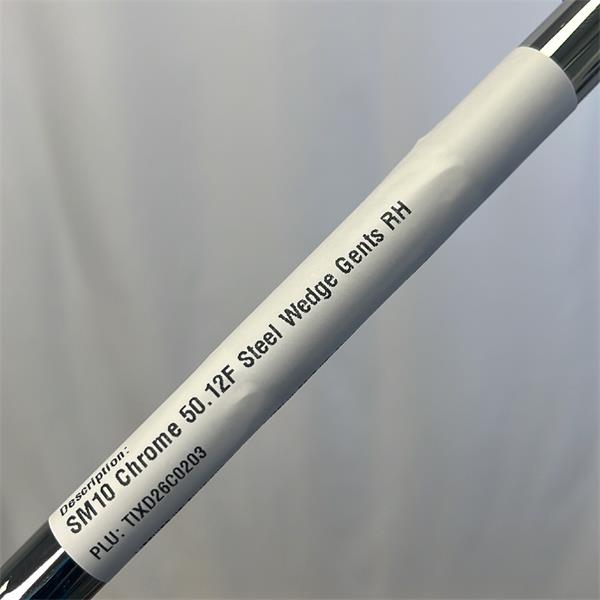 Description:
SM10 Chrome 50.12F Steel Wedge Gents RH
PLU: TIXD26C0203